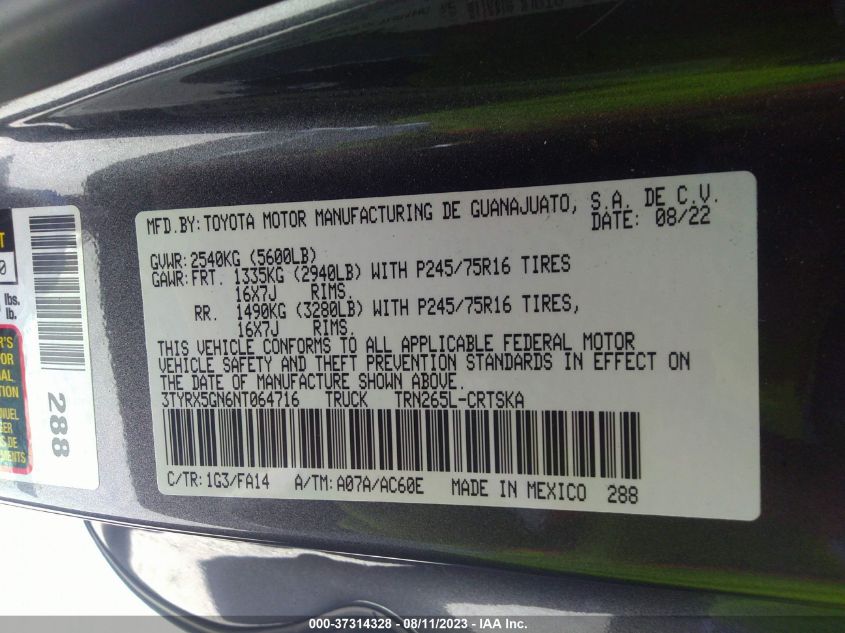 MFD.BY: TOYOTA MOTOR MANUFACTURING DE GUANAJUATO, S.A. DE C.V.
DATE: 08/22
GVWR: 2540KG (5600LB)
GAWR: FRT. 1335KG (2940LB) WITH P245/75R16 TIRES
16X7J RIMS.
RR. 1490KG (3280LB) WITH P245/75R16 TIRES,
16X7J RIMS.
THIS VEHICLE CONFORMS TO ALL APPLICABLE FEDERAL MOTOR
VEHICLE SAFETY AND THEFT PREVENTION STANDARDS IN EFFECT ON
THE DATE OF MANUFACTURE SHOWN ABOVE.
3TYRX5GN6NT064716 TRUCK TRN265L-CRTSKA
C/TR: 1G3/FA14 A/TM: A07A/AC60E MADE IN MEXICO 288
lbs.
lb.
288
000-37314328 - 08/11/2023 - IAA Inc.